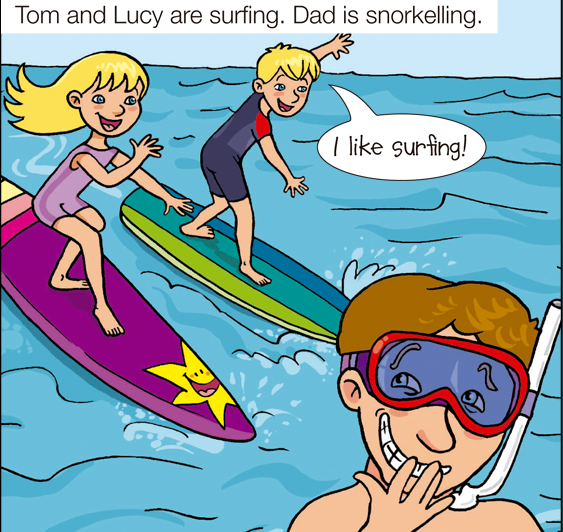 Tom and Lucy are surfing. Dad is snorkelling.
I like surfing!